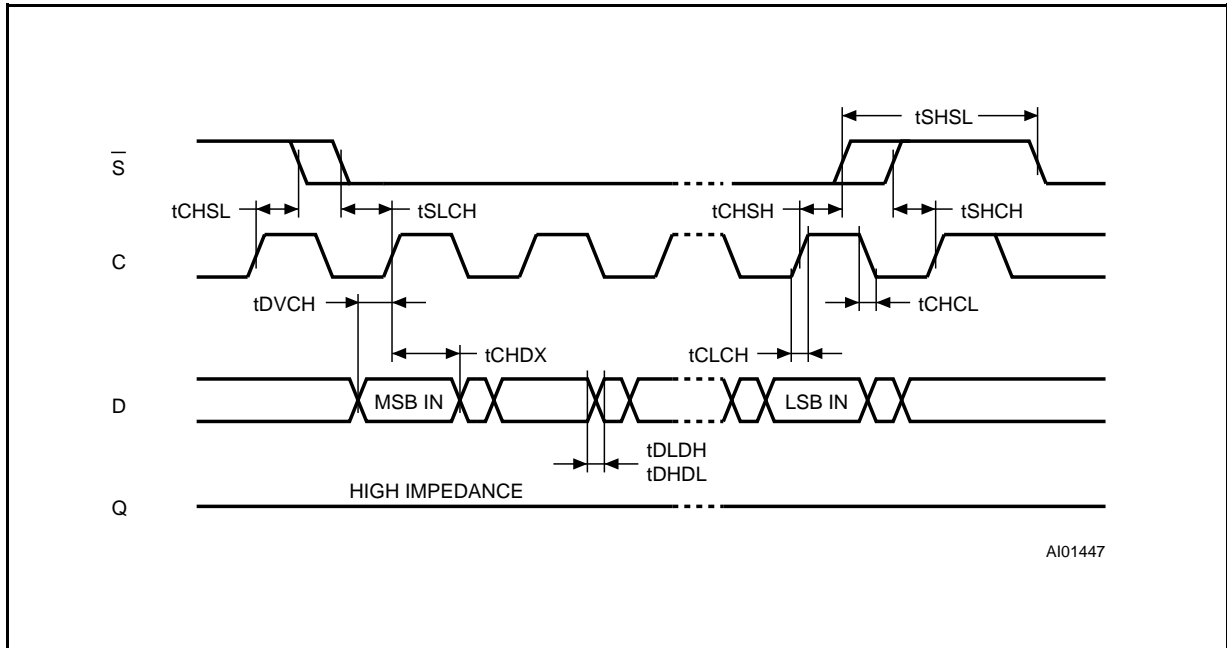 tSHSL
S
tCHSL
tSLCH
tCHSH
tSHCH
C
tDVCH
tCHCL
tCHDX
tCLCH
D
MSB IN
LSB IN
tDLDH
tDHDL
HIGH IMPEDANCE
Q
AI01447